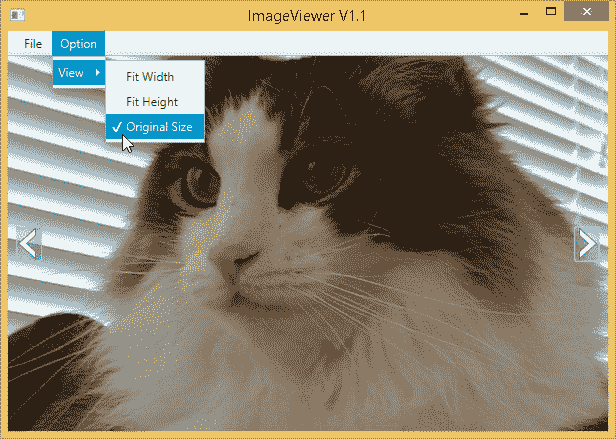 ImageViewer V1.1
File Option
View
Fit Width
Fit Height
Original Size